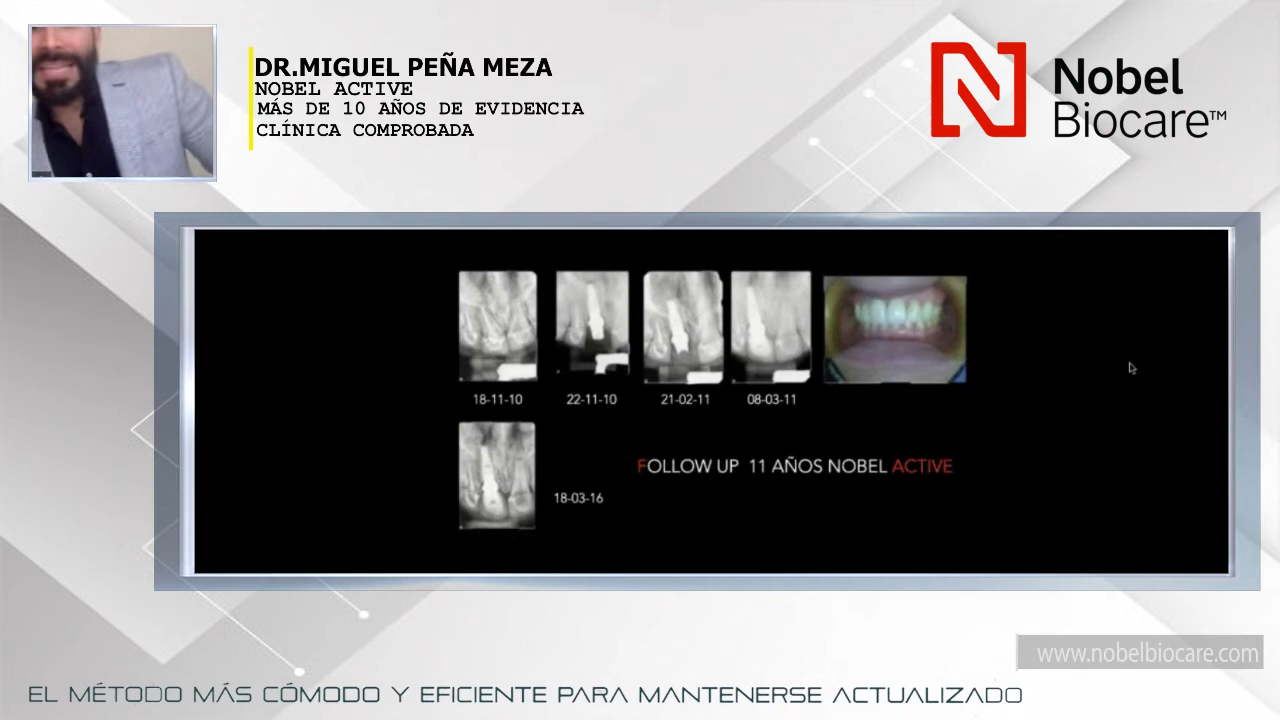 DR.MIGUEL PEÑA MEZA
NOBEL ACTIVE
MÁS DE 10 AÑOS DE EVIDENCIA
CLÍNICA COMPROBADA
Nobel
Biocare™
18-11-10
22-11-10
21-02-11
08-03-11
18-03-16
FOLLOW UP 11 AÑOS NOBEL ACTIVE
www.nobelbiocare.com
EL MÉTODO MÁS CÓMODO Y EFICIENTE PARA MANTENERSE ACTUALIZADO